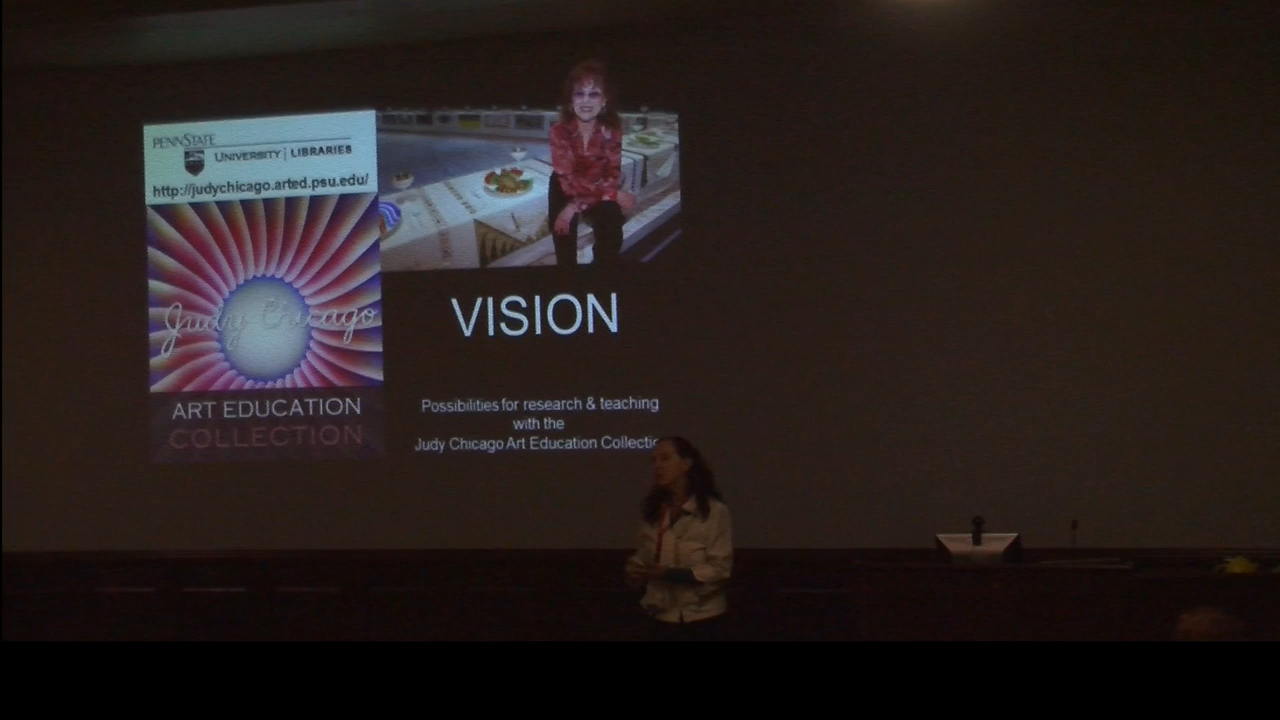 PENNSTATE
UNIVERSITY | LIBRARIES
http://judychicago.arted.psu.edu/
Judy Chicago
ART EDUCATION
COLLECTION
VISION
Possibilities for research & teaching
with the
Judy Chicago Art Education